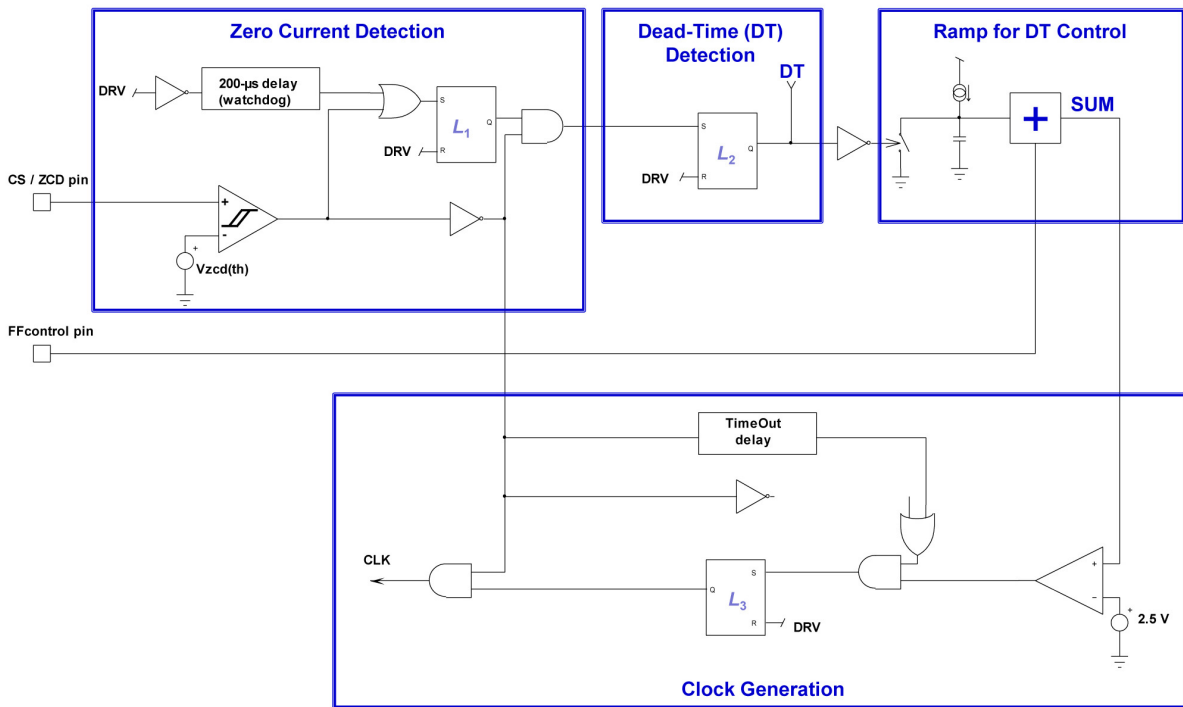 Zero Current Detection
Dead-Time (DT)
Detection
Ramp for DT Control
DRV
200-µs delay
(watchdog)
S
Q
R
L1
DRV
DT
S
Q
R
L2
DRV
+
SUM
CS / ZCD pin
+
-
+
Vzcd(th)
FFcontrol pin
TimeOut
delay
CLK
Q
S
R
L3
DRV
+
–
+
2.5 V
Clock Generation